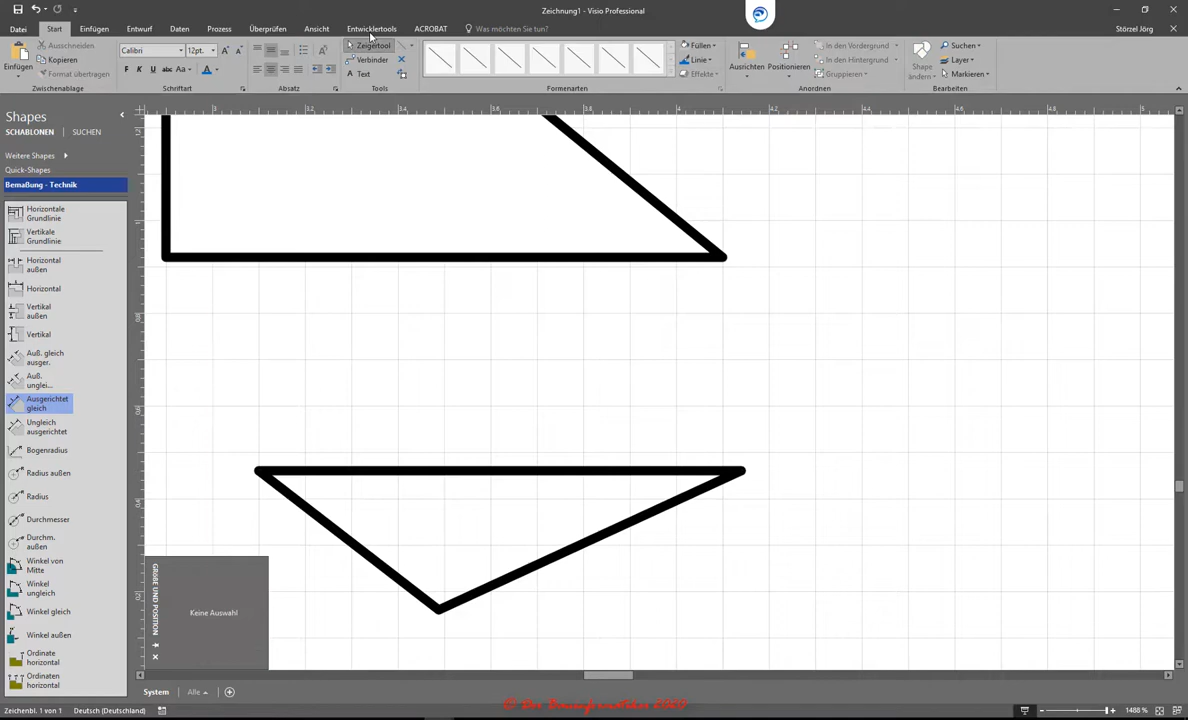 Zeichnung1 - Visio Professional
Datei Start Einfügen Entwurf Daten Prozess Überprüfen Ansicht Entwicklertools ACROBAT Was möchten Sie tun? Störzel Jörg
Einfügen
Ausschneiden
Kopieren
Format übertragen
Zwischenablage
Calibri 12pt.
F K U abc Aa
Schriftart
Absatz
Zeigertool
Verbinder
Text
Tools
Formenarten
Füllen
Linie
Effekte
Ausrichten
Positionieren
In den Vordergrund
In den Hintergrund
Gruppieren
Anordnen
Shape
ändern
Suchen
Layer
Markieren
Bearbeiten
Shapes
SCHABLONEN SUCHEN
Weitere Shapes
Quick-Shapes
Bemaßung - Technik
Horizontale
Grundlinie
Vertikale
Grundlinie
Horizontal
außen
Horizontal
Vertikal
außen
Vertikal
Auß. gleich
ausger.
Auß.
unglei...
Ausgerichtet
gleich
Ungleich
ausgerichtet
Bogenradius
Radius außen
Radius
Durchmesser
Durchm.
außen
Winkel von
Mitte
Winkel
ungleich
Winkel gleich
Winkel außen
Ordinate
horizontal
Ordinaten
horizontal
GRÖßE UND POSITION
Keine Auswahl
System Alle
© Der Bauinformatiker 2020
Zeichenbl. 1 von 1 Deutsch (Deutschland) 1488 %